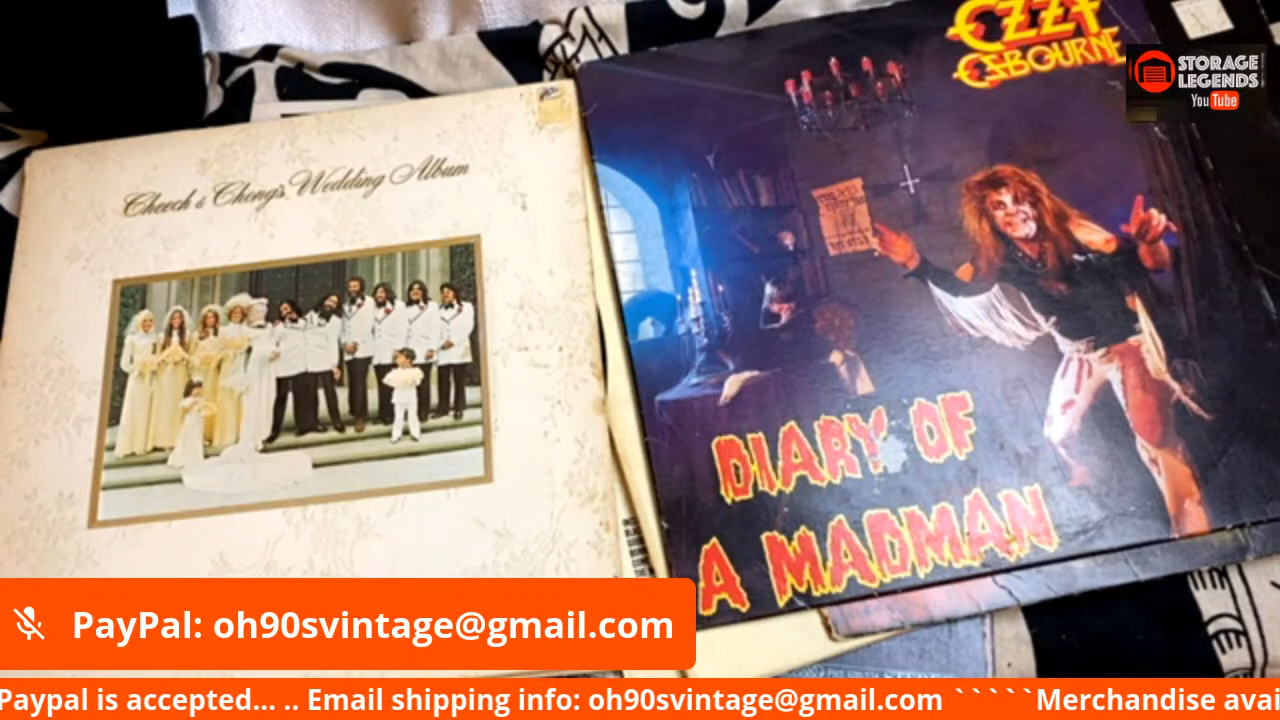 Cheech & Chong's Wedding Album
OZZY
OSBOURNE
STORAGE
LEGENDS
YouTube
DIARY OF
A MADMAN
PayPal: oh90svintage@gmail.com
Paypal is accepted... .. Email shipping info: oh90svintage@gmail.com `````Merchandise avai